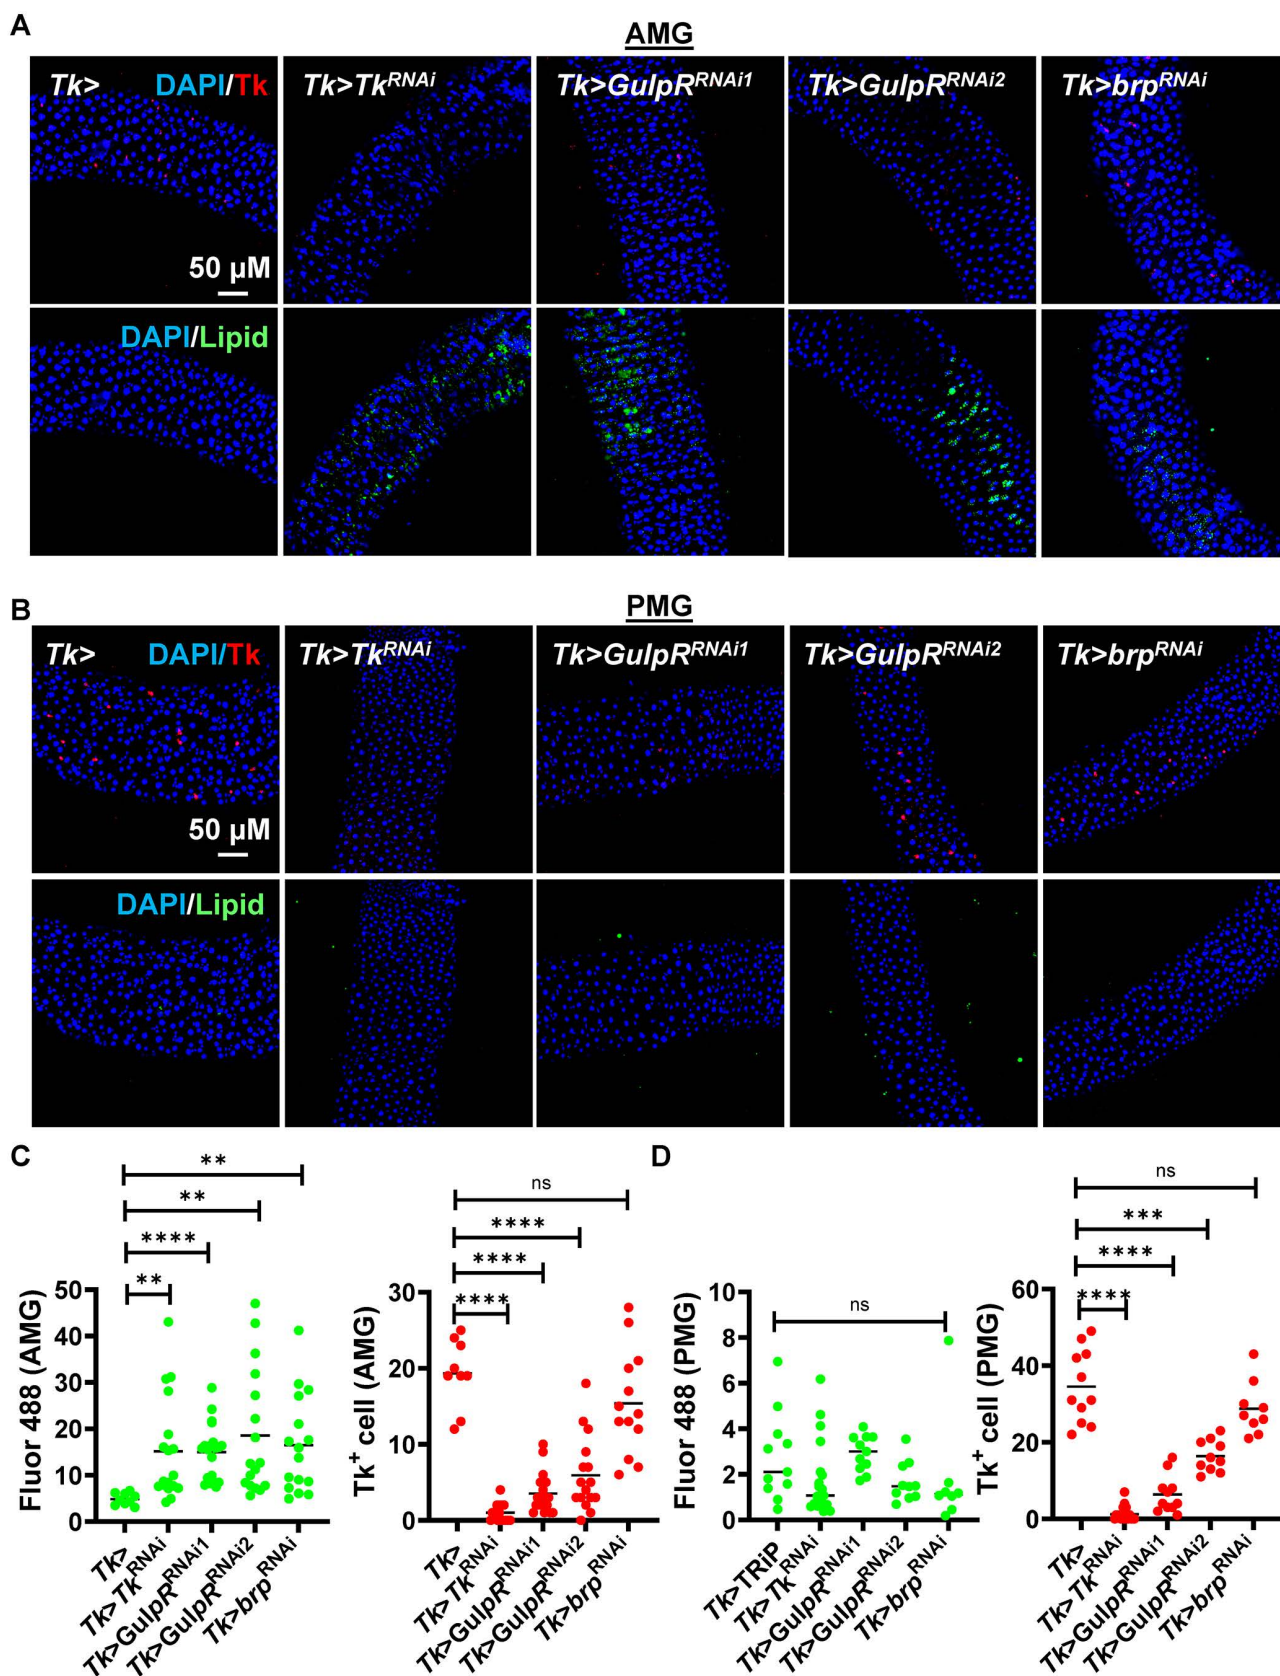 A
AMG
Tk> DAPI/Tk
Tk>Tk^RNAi
Tk>GulpR^RNAi1
Tk>GulpR^RNAi2
Tk>brp^RNAi
50 µM
DAPI/Lipid
B
PMG
Tk> DAPI/Tk
Tk>Tk^RNAi
Tk>GulpR^RNAi1
Tk>GulpR^RNAi2
Tk>brp^RNAi
50 µM
DAPI/Lipid
C
**
**
****
**
Fluor 488 (AMG)
50
40
30
20
10
0
Tk>
Tk>Tk^RNAi
Tk>GulpR^RNAi1
Tk>GulpR^RNAi2
Tk>brp^RNAi
ns
****
****
****
Tk+ cell (AMG)
30
20
10
0
Tk>
Tk>Tk^RNAi
Tk>GulpR^RNAi1
Tk>GulpR^RNAi2
Tk>brp^RNAi
D
ns
Fluor 488 (PMG)
10
8
6
4
2
0
Tk>TRiP
Tk>Tk^RNAi
Tk>GulpR^RNAi1
Tk>GulpR^RNAi2
Tk>brp^RNAi
ns
***
****
****
Tk+ cell (PMG)
60
40
20
0
Tk>
Tk>Tk^RNAi
Tk>GulpR^RNAi1
Tk>GulpR^RNAi2
Tk>brp^RNAi